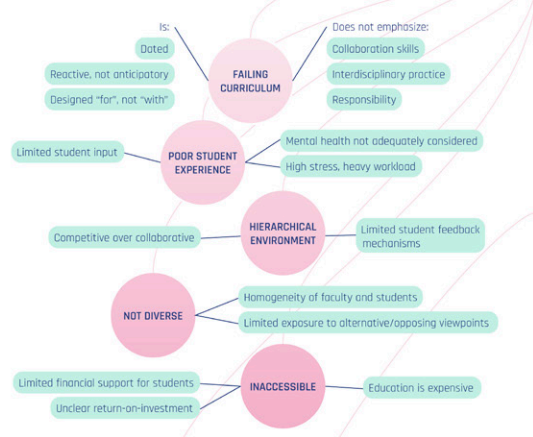 Is:
Dated
Reactive, not anticipatory
Designed “for”, not “with”
FAILING
CURRICULUM
Does not emphasize:
Collaboration skills
Interdisciplinary practice
Responsibility
Limited student input
POOR STUDENT
EXPERIENCE
Mental health not adequately considered
High stress, heavy workload
Competitive over collaborative
HIERARCHICAL
ENVIRONMENT
Limited student feedback
mechanisms
NOT DIVERSE
Homogeneity of faculty and students
Limited exposure to alternative/opposing viewpoints
Limited financial support for students
Unclear return-on-investment
INACCESSIBLE
Education is expensive